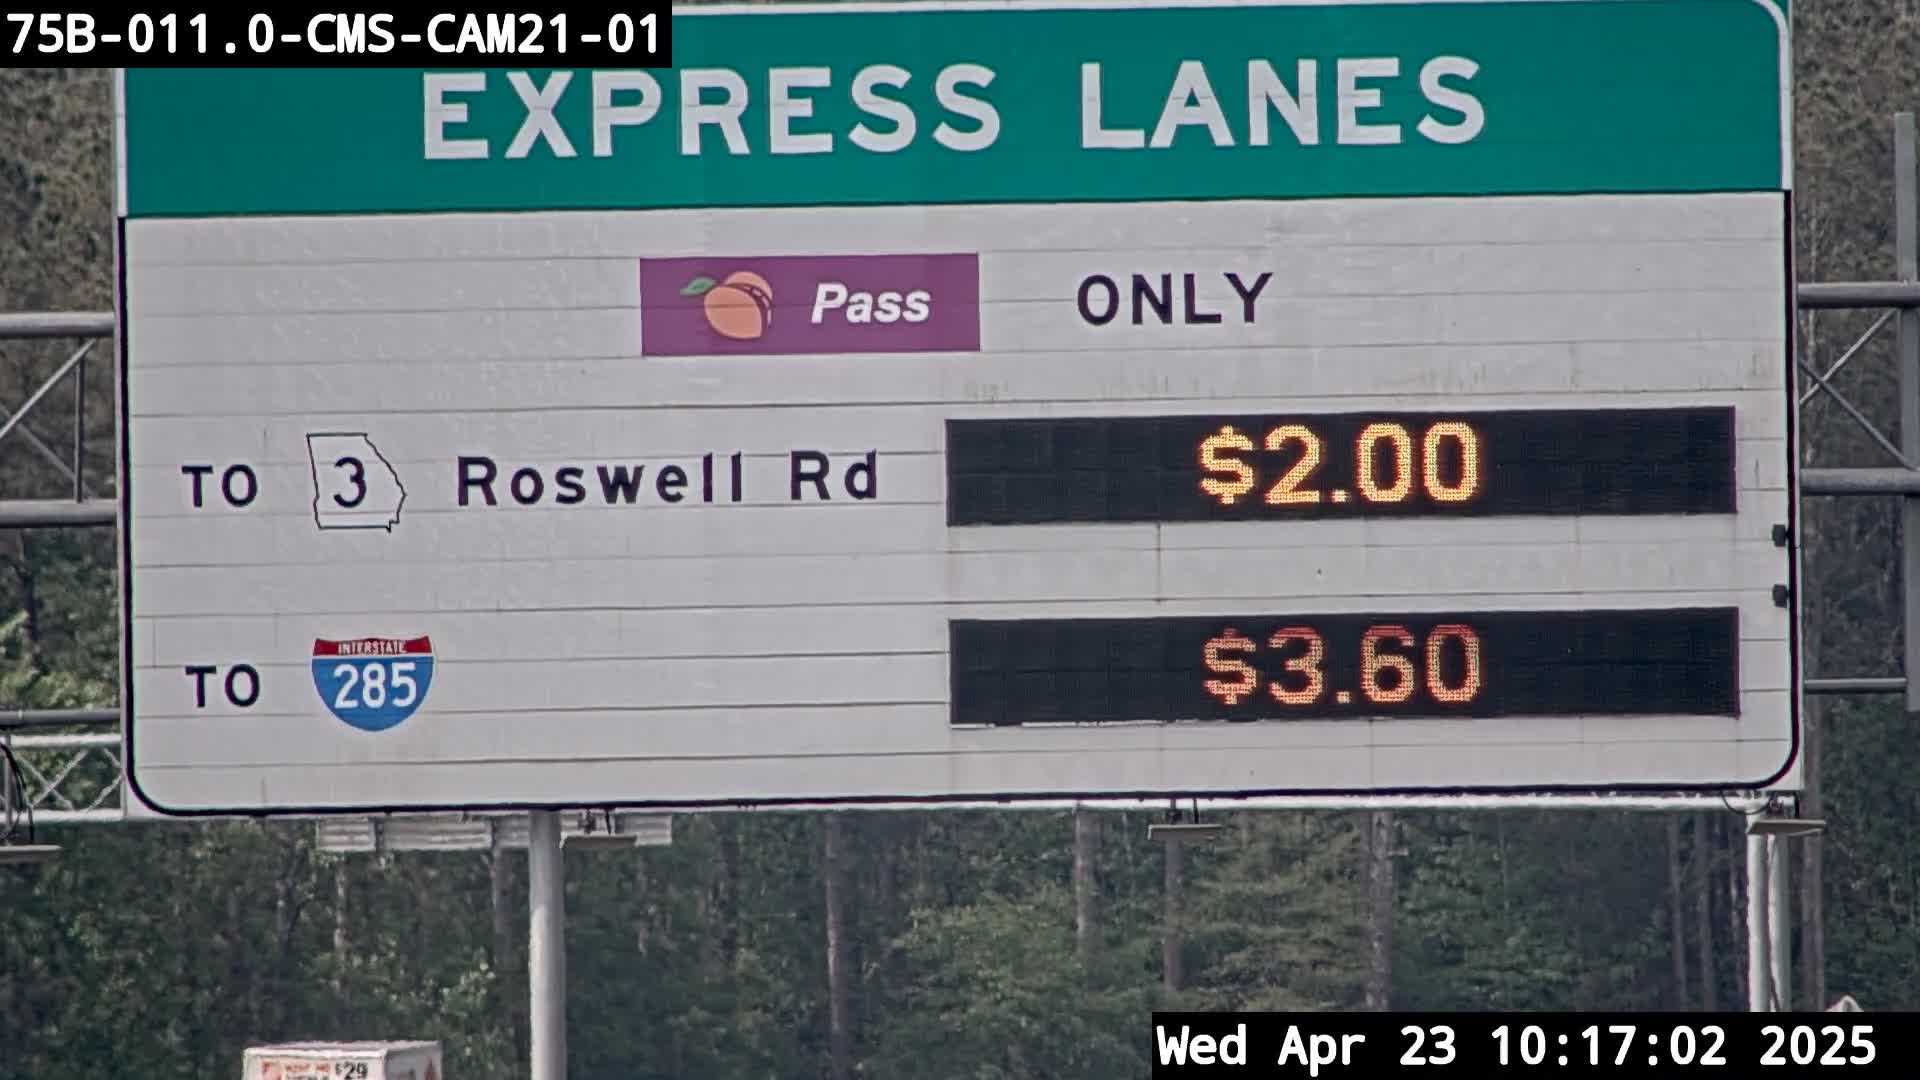 75B-011.0-CMS-CAM21-01
EXPRESS LANES
Pass ONLY
TO 3 Roswell Rd $2.00
INTERSTATE
TO 285 $3.60
$29
Wed Apr 23 10:17:02 2025